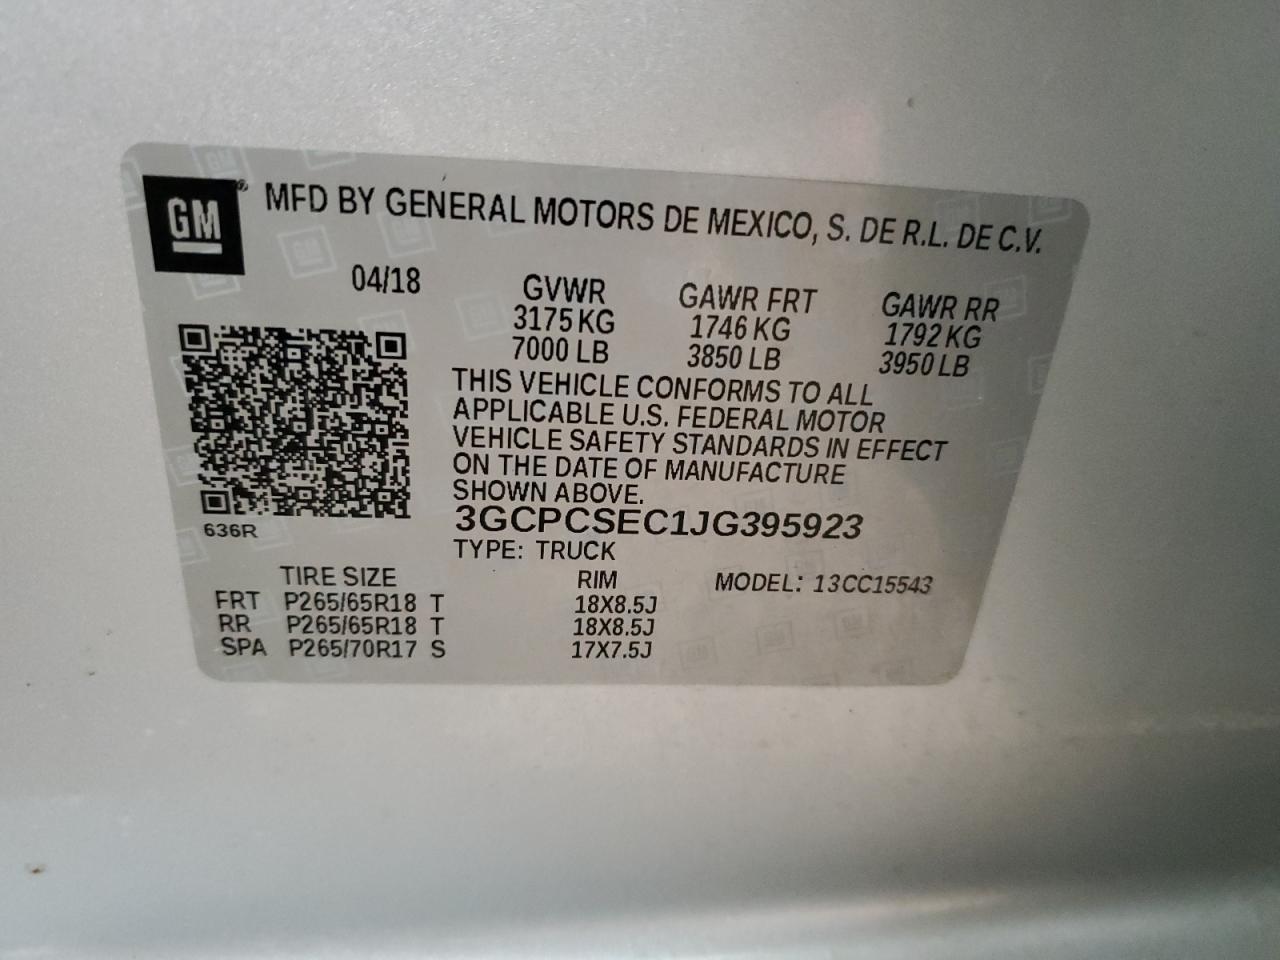 GM® MFD BY GENERAL MOTORS DE MEXICO, S. DE R.L. DE C.V.
04/18 GVWR GAWR FRT GAWR RR
3175 KG 1746 KG 1792 KG
7000 LB 3850 LB 3950 LB
THIS VEHICLE CONFORMS TO ALL
APPLICABLE U.S. FEDERAL MOTOR
VEHICLE SAFETY STANDARDS IN EFFECT
ON THE DATE OF MANUFACTURE
SHOWN ABOVE.
3GCPCSEC1JG395923
636R
TYPE: TRUCK
TIRE SIZE RIM MODEL: 13CC15543
FRT P265/65R18 T 18X8.5J
RR P265/65R18 T 18X8.5J
SPA P265/70R17 S 17X7.5J